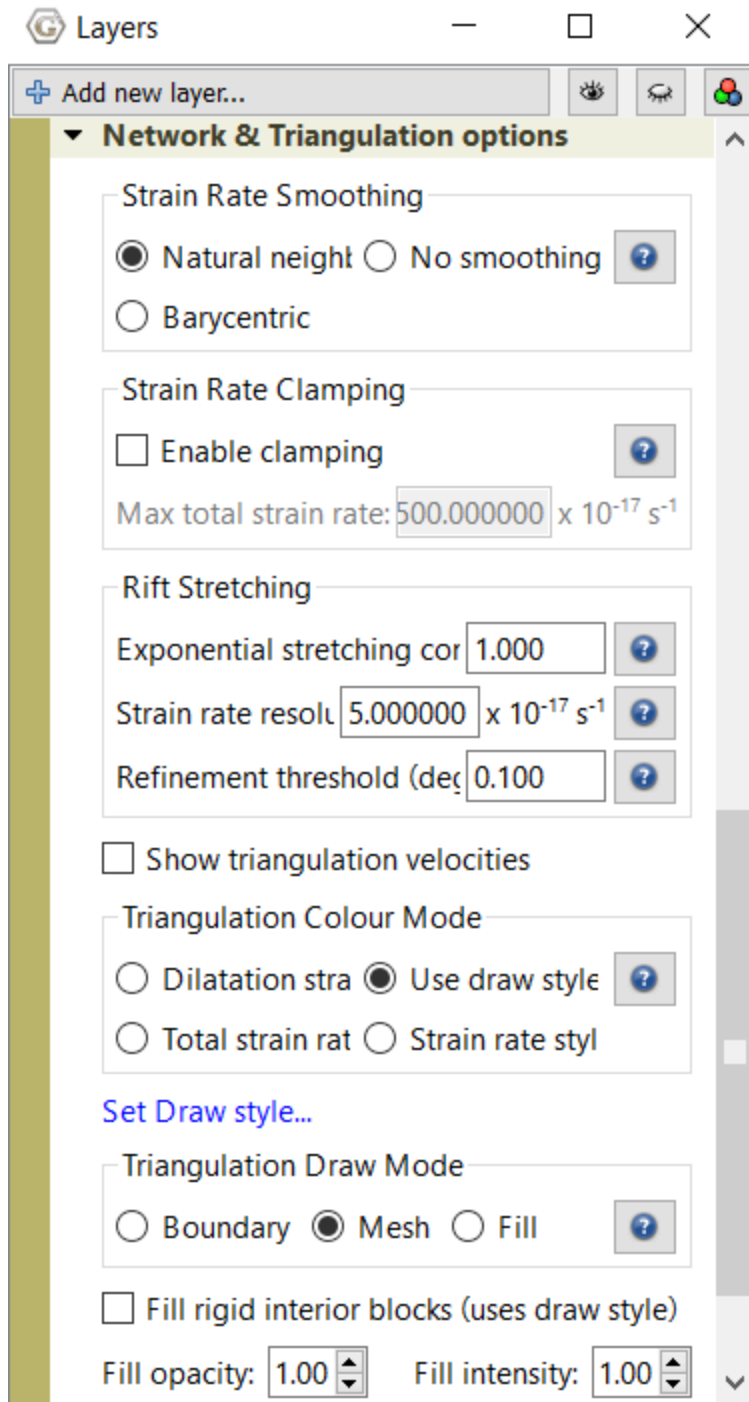 Layers
Add new layer...
Network & Triangulation options
Strain Rate Smoothing
Natural neighb No smoothing
Barycentric
Strain Rate Clamping
Enable clamping
Max total strain rate: 500.000000 x 10⁻¹⁷ s⁻¹
Rift Stretching
Exponential stretching cor 1.000
Strain rate resolu 5.000000 x 10⁻¹⁷ s⁻¹
Refinement threshold (deg 0.100
Show triangulation velocities
Triangulation Colour Mode
Dilatation stra Use draw style
Total strain rat Strain rate styl
Set Draw style...
Triangulation Draw Mode
Boundary Mesh Fill
Fill rigid interior blocks (uses draw style)
Fill opacity: 1.00 Fill intensity: 1.00